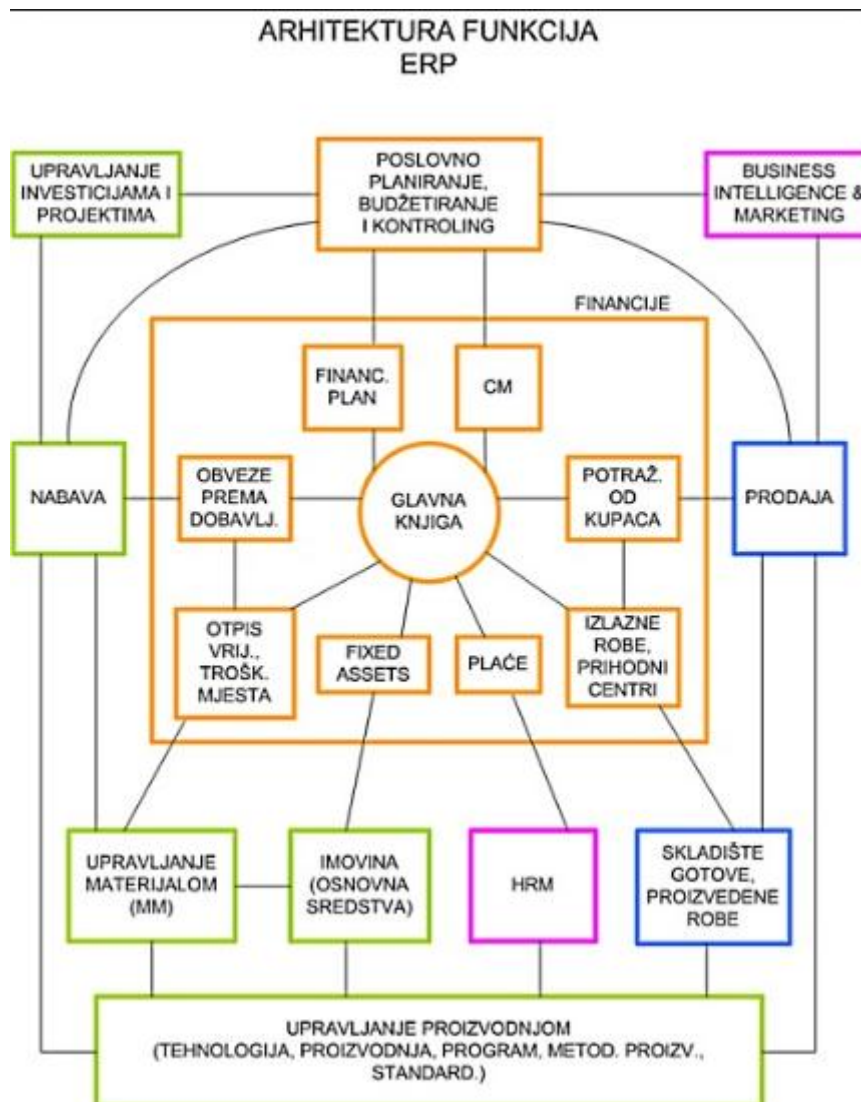 ARHITEKTURA FUNKCIJA
ERP
UPRAVLJANJE
INVESTICIJAMA I
PROJEKTIMA
POSLOVNO
PLANIRANJE,
BUDŽETIRANJE
I KONTROLING
BUSINESS
INTELLIGENCE &
MARKETING
FINANCIJE
FINANC.
PLAN
CM
NABAVA
OBVEZE
PREMA
DOBAVLJ.
GLAVNA
KNJIGA
POTRAŽ.
OD
KUPACA
PRODAJA
OTPIS
VRIJ.,
TROŠK.
MJESTA
FIXED
ASSETS
PLAĆE
IZLAZNE
ROBE,
PRIHODNI
CENTRI
UPRAVLJANJE
MATERIJALOM
(MM)
IMOVINA
(OSNOVNA
SREDSTVA)
HRM
SKLADIŠTE
GOTOVE,
PROIZVEDENE
ROBE
UPRAVLJANJE PROIZVODNJOM
(TEHNOLOGIJA, PROIZVODNJA, PROGRAM, METOD. PROIZV.,
STANDARD.)